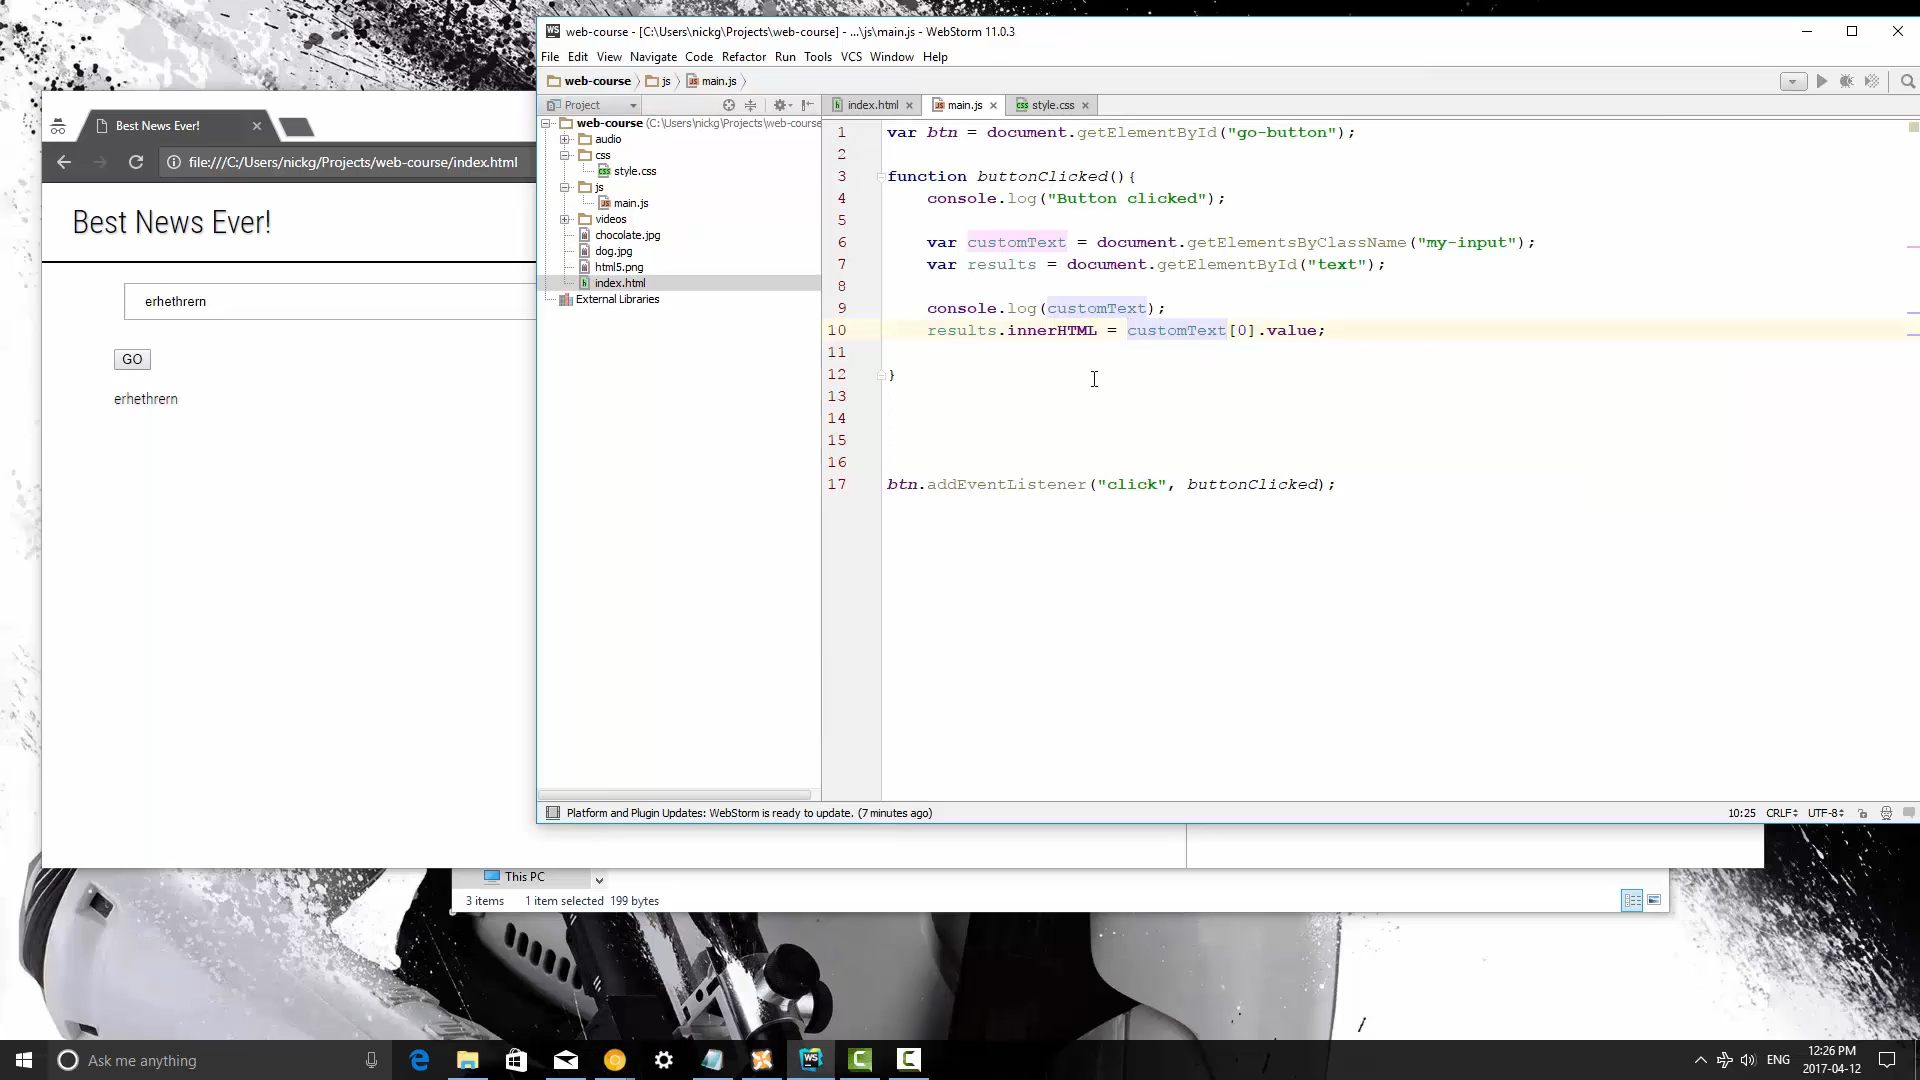 web-course - [C:\Users\nickg\Projects\web-course] - ...\js\main.js - WebStorm 11.0.3
File Edit View Navigate Code Refactor Run Tools VCS Window Help
web-course js main.js
Project
index.html main.js style.css
web-course (C:\Users\nickg\Projects\web-course
audio
css
style.css
js
main.js
videos
chocolate.jpg
dog.jpg
html5.png
index.html
External Libraries
1 var btn = document.getElementById("go-button");
2
3 function buttonClicked(){
4 console.log("Button clicked");
5
6 var customText = document.getElementsByClassName("my-input");
7 var results = document.getElementById("text");
8
9 console.log(customText);
10 results.innerHTML = customText[0].value;
11
12 }
13
14
15
16
17 btn.addEventListener("click", buttonClicked);
Platform and Plugin Updates: WebStorm is ready to update. (7 minutes ago)
10:25 CRLF UTF-8
Best News Ever!
file:///C:/Users/nickg/Projects/web-course/index.html
Best News Ever!
erhethrern
GO
erhethrern
This PC
3 items 1 item selected 199 bytes
Ask me anything
ENG
12:26 PM
2017-04-12